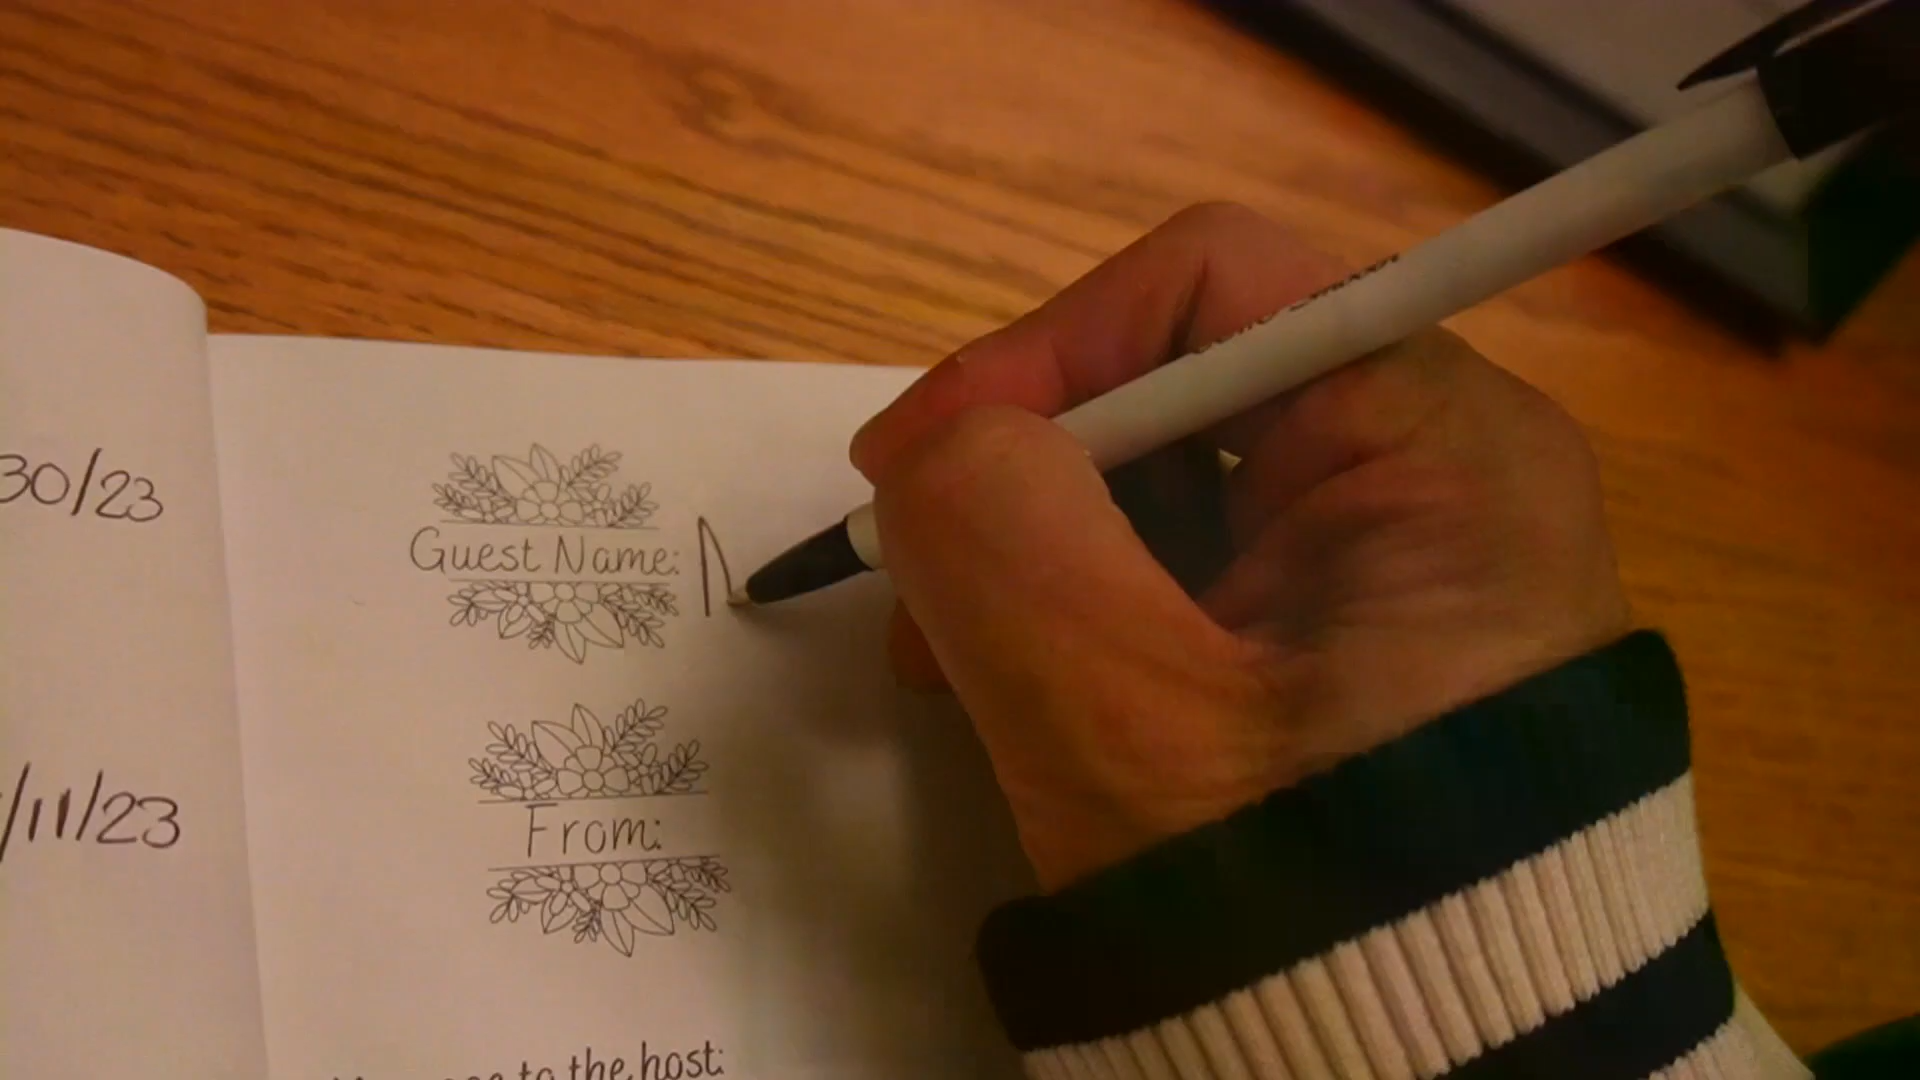 30/23
Guest Name:
/11/23
From:
to the host: